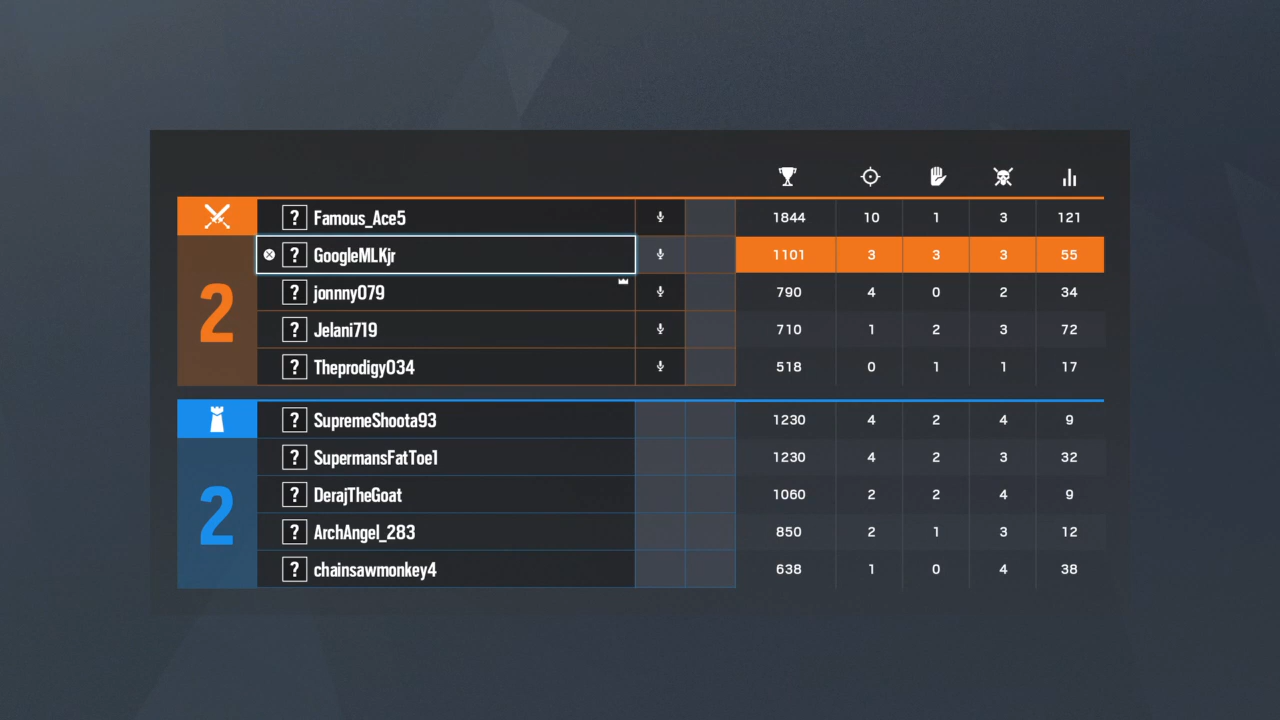 ? Famous_Ace5 1844 10 1 3 121
? GoogleMLKjr 1101 3 3 3 55
2
? jonnny079 790 4 0 2 34
? Jelani719 710 1 2 3 72
? Theprodigy034 518 0 1 1 17
? SupremeShoota93 1230 4 2 4 9
? SupermansFatToe1 1230 4 2 3 32
2
? DerajTheGoat 1060 2 2 4 9
? ArchAngel_283 850 2 1 3 12
? chainsawmonkey4 638 1 0 4 38